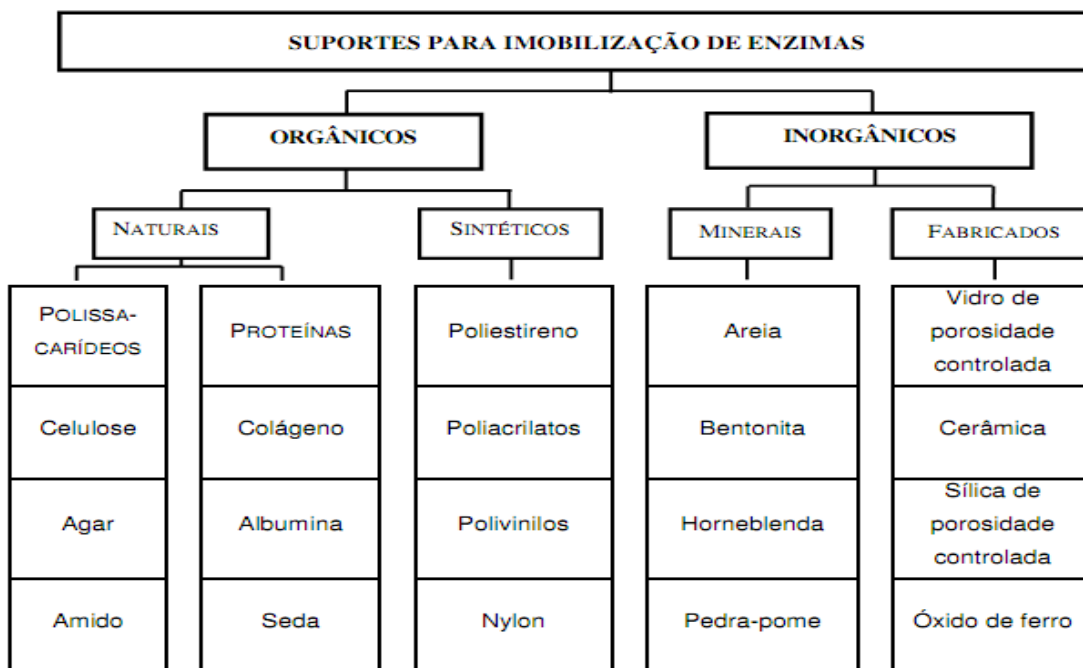 SUPORTES PARA IMOBILIZAÇÃO DE ENZIMAS
ORGÂNICOS
INORGÂNICOS
NATURAIS
SINTÉTICOS
MINERAIS
FABRICADOS
POLISSA-
CARÍDEOS
PROTEÍNAS
Poliestireno
Areia
Vidro de
porosidade
controlada
Celulose
Colágeno
Poliacrilatos
Bentonita
Cerâmica
Agar
Albumina
Polivinilos
Horneblenda
Sílica de
porosidade
controlada
Amido
Seda
Nylon
Pedra-pome
Óxido de ferro